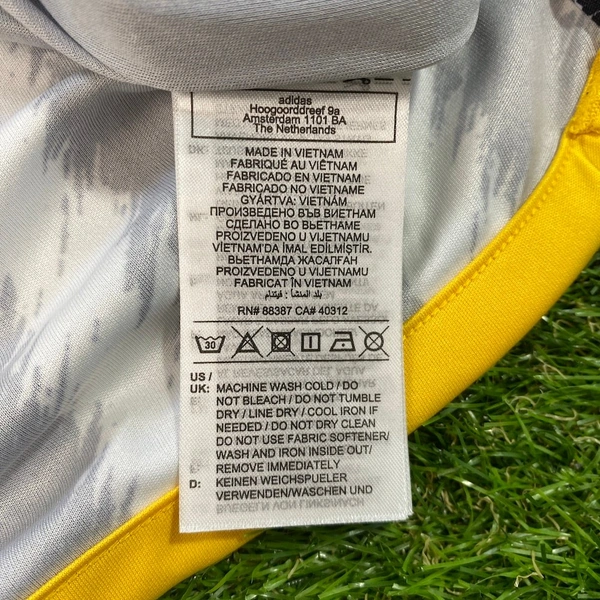 adidas
Hoogoorddreef 9a
Amsterdam 1101 BA
The Netherlands
MADE IN VIETNAM
FABRIQUÉ AU VIÊTNAM
FABRICADO EN VIETNAM
FABRICADO NO VIETNAME
GYÁRTVA: VIETNÁM
ПРОИЗВЕДЕНО ВЪВ ВИЕТНАМ
СДЕЛАНО ВО ВЬЕТНАМЕ
PROIZVEDENO U VIJETNAMU
VİETNAM'DA İMAL EDİLMİŞTİR.
ВЬЕТНАМДА ЖАСАЛҒАН
PROIZVEDENO U VIJETNAMU
FABRICAT ÎN VIETNAM
بلد المنشأ : فيتنام
RN# 88387 CA# 40312
30
US /
UK: MACHINE WASH COLD / DO
NOT BLEACH / DO NOT TUMBLE
DRY / LINE DRY / COOL IRON IF
NEEDED / DO NOT DRY CLEAN
DO NOT USE FABRIC SOFTENER/
WASH AND IRON INSIDE OUT/
REMOVE IMMEDIATELY
D: KEINEN WEICHSPUELER
VERWENDEN/WASCHEN UND